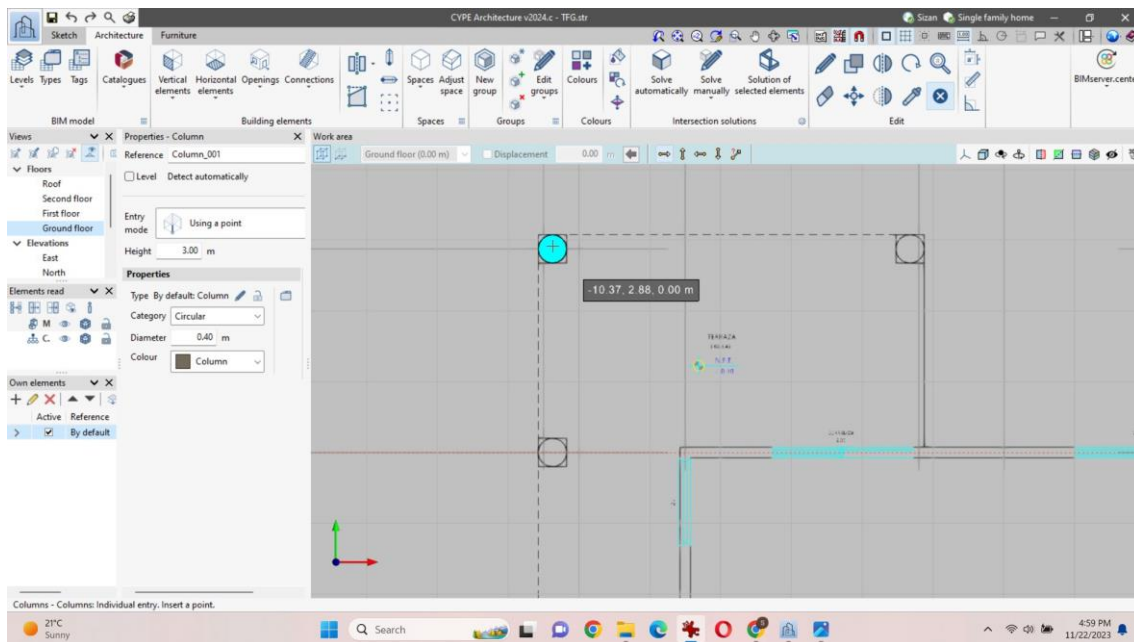 CYPE Architecture v2024.c - TFG.str
Sizan
Single family home
Sketch
Architecture
Furniture
Levels
Types
Tags
Catalogues
Vertical elements
Horizontal elements
Openings
Connections
Spaces
Adjust space
New group
Edit groups
Colours
Solve automatically
Solve manually
Solution of selected elements
BIMserver.cente
BIM model
Building elements
Spaces
Groups
Colours
Intersection solutions
Edit
Views
Floors
Roof
Second floor
First floor
Ground floor
Elevations
East
North
Elements read
M
C.
Own elements
Active Reference
By default
Properties - Column
Reference Column_001
Level Detect automatically
Entry mode Using a point
Height 3.00 m
Properties
Type By default: Column
Category Circular
Diameter 0.40 m
Colour Column
Work area
Ground floor (0.00 m)
Displacement 0.00 m
-10.37, 2.88, 0.00 m
TERRAZA
Columns - Columns: Individual entry. Insert a point.
21°C
Sunny
Search
4:59 PM
11/22/2023